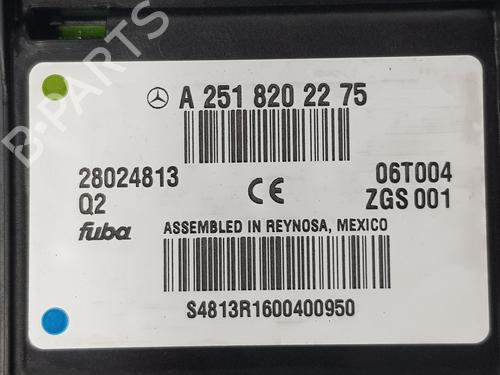 A 251 820 22 75
28024813
06T004
Q2
CE
ZGS 001
fuba
ASSEMBLED IN REYNOSA, MEXICO
S4813R1600400950
B-PARTS